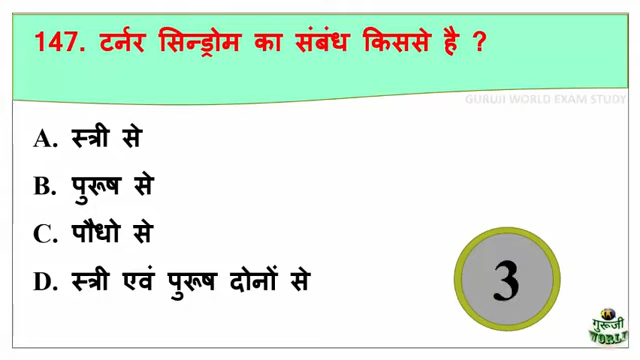 147. टर्नर सिन्ड्रोम का संबंध किससे है ?
GURUJI WORLD EXAM STUDY
A. स्त्री से
B. पुरूष से
C. पौधो से
D. स्त्री एवं पुरूष दोनों से
3
गुरूजी
WORLD